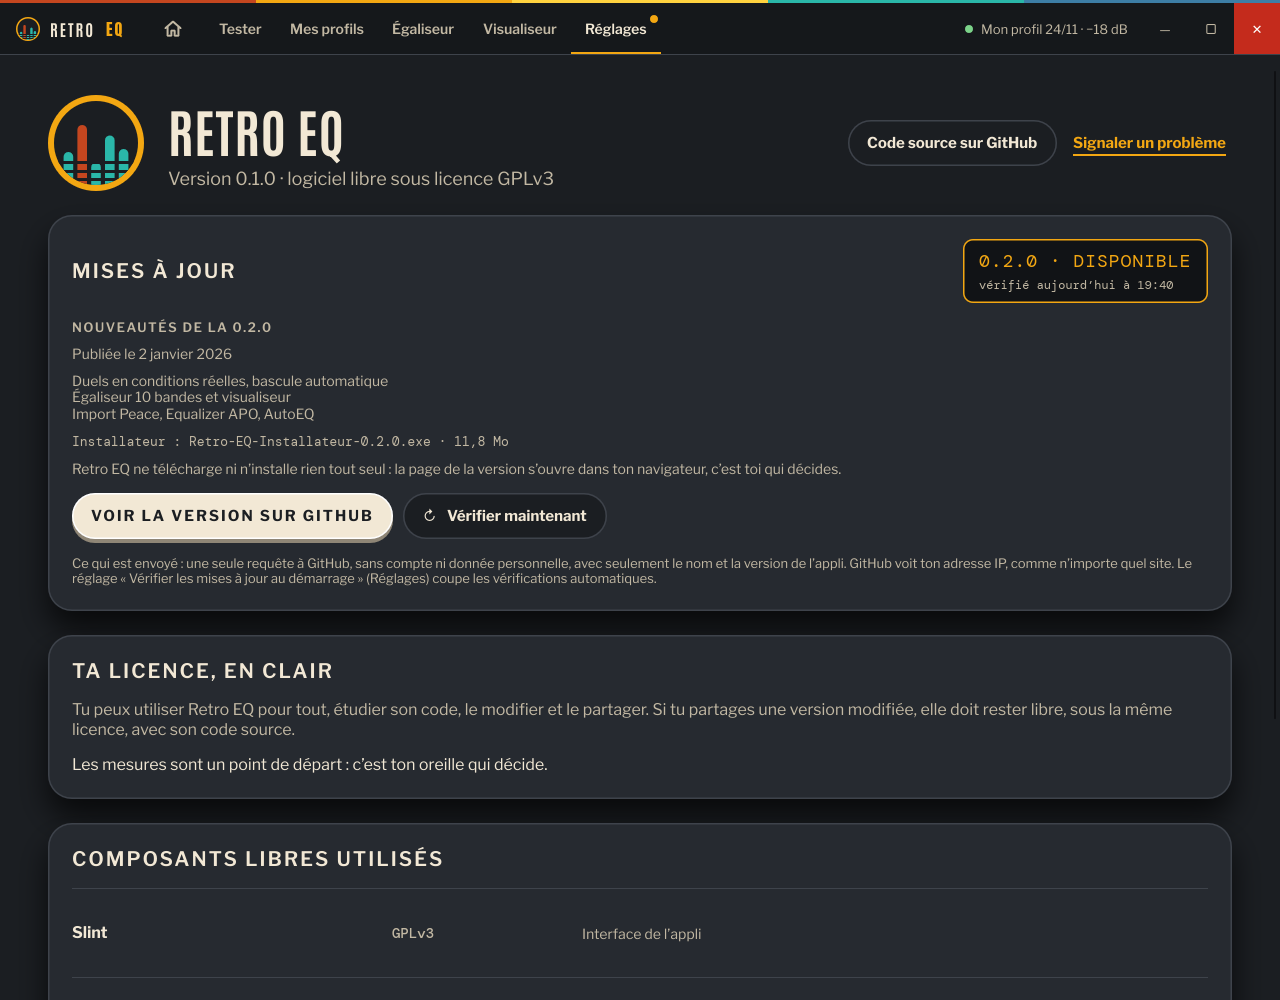 RETRO EQ
Tester
Mes profils
Égaliseur
Visualiseur
Réglages
Mon profil 24/11 · −18 dB
RETRO EQ
Version 0.1.0 · logiciel libre sous licence GPLv3
Code source sur GitHub
Signaler un problème
MISES À JOUR
0.2.0 · DISPONIBLE
vérifié aujourd’hui à 19:40
NOUVEAUTÉS DE LA 0.2.0
Publiée le 2 janvier 2026
Duels en conditions réelles, bascule automatique
Égaliseur 10 bandes et visualiseur
Import Peace, Equalizer APO, AutoEQ
Installateur : Retro-EQ-Installateur-0.2.0.exe · 11,8 Mo
Retro EQ ne télécharge ni n’installe rien tout seul : la page de la version s’ouvre dans ton navigateur, c’est toi qui décides.
VOIR LA VERSION SUR GITHUB
Vérifier maintenant
Ce qui est envoyé : une seule requête à GitHub, sans compte ni donnée personnelle, avec seulement le nom et la version de l’appli. GitHub voit ton adresse IP, comme n’importe quel site. Le
réglage « Vérifier les mises à jour au démarrage » (Réglages) coupe les vérifications automatiques.
TA LICENCE, EN CLAIR
Tu peux utiliser Retro EQ pour tout, étudier son code, le modifier et le partager. Si tu partages une version modifiée, elle doit rester libre, sous la même
licence, avec son code source.
Les mesures sont un point de départ : c’est ton oreille qui décide.
COMPOSANTS LIBRES UTILISÉS
Slint
GPLv3
Interface de l’appli